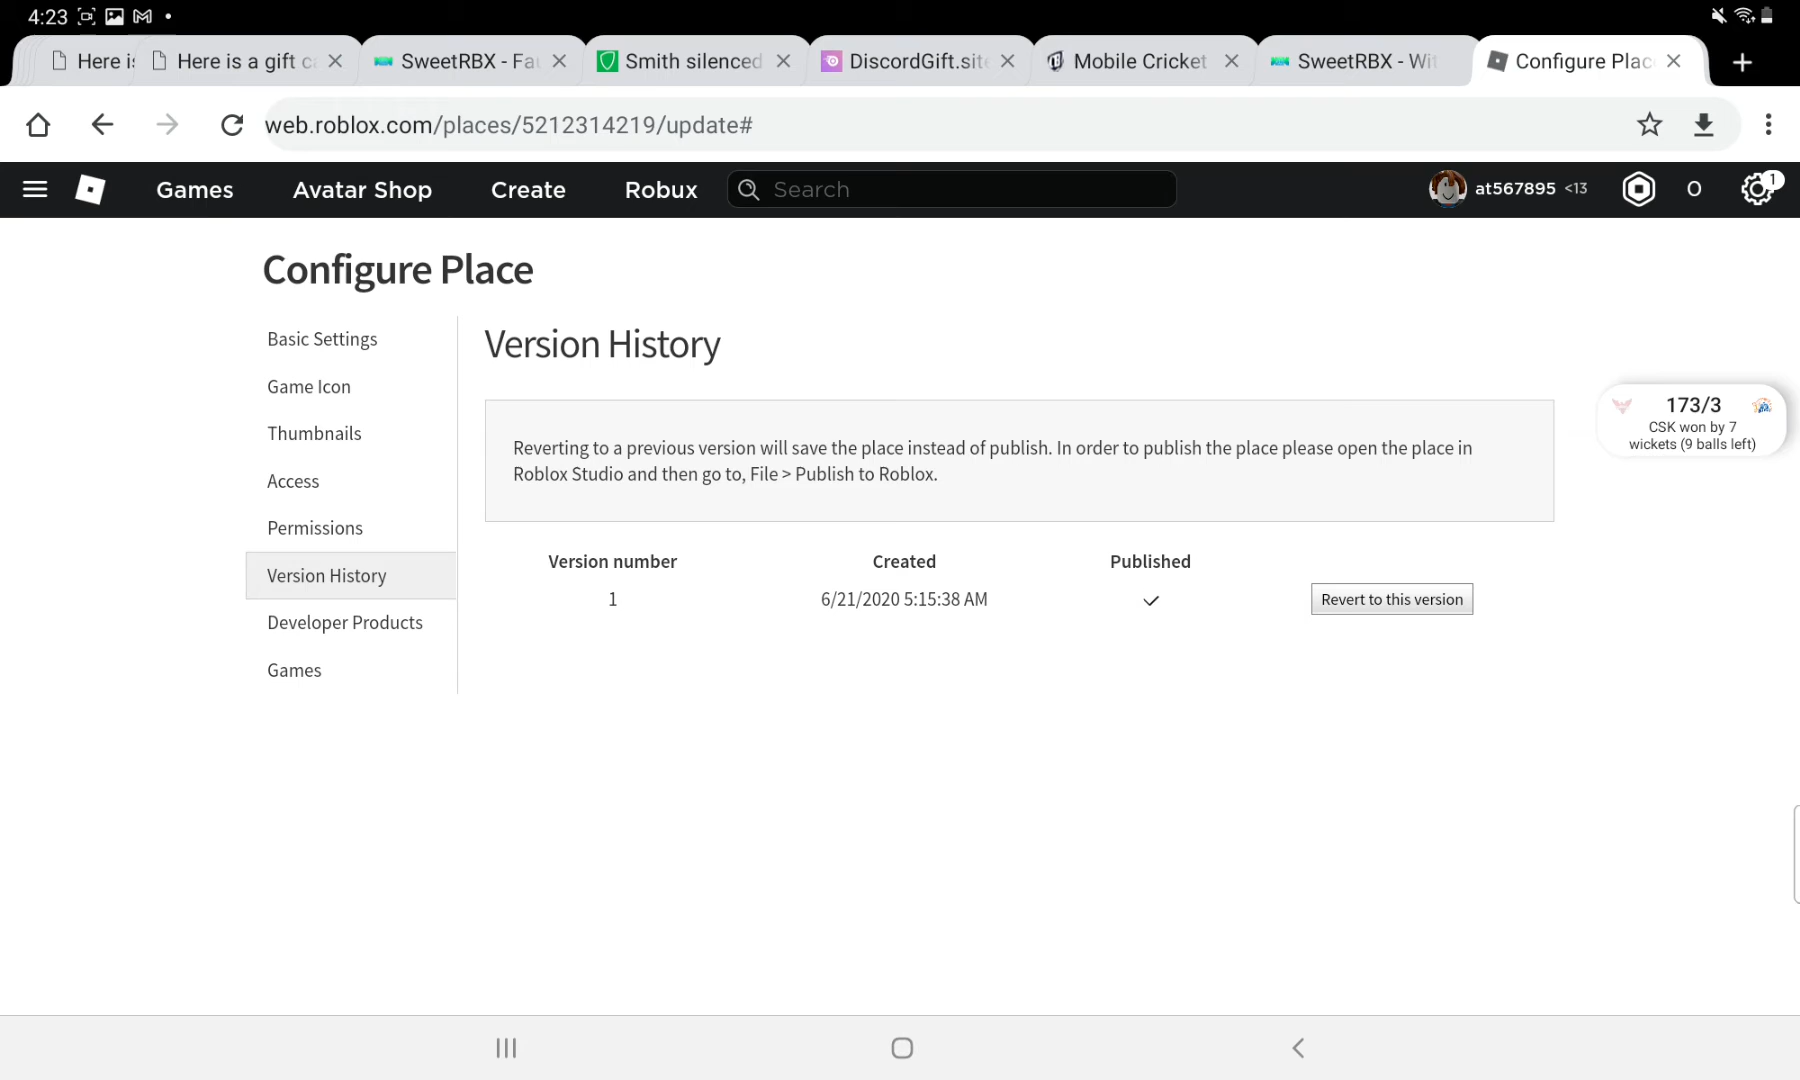 4:23
Here is
Here is a gift ca
SweetRBX - Fau
Smith silenced
DiscordGift.site
Mobile Cricket
SweetRBX - Wit
Configure Plac
web.roblox.com/places/5212314219/update#
Games
Avatar Shop
Create
Robux
Search
at567895 <13
0
1
Configure Place
Basic Settings
Game Icon
Thumbnails
Access
Permissions
Version History
Developer Products
Games
Version History
Reverting to a previous version will save the place instead of publish. In order to publish the place please open the place in
Roblox Studio and then go to, File > Publish to Roblox.
Version number Created Published
1 6/21/2020 5:15:38 AM Revert to this version
173/3
CSK won by 7
wickets (9 balls left)